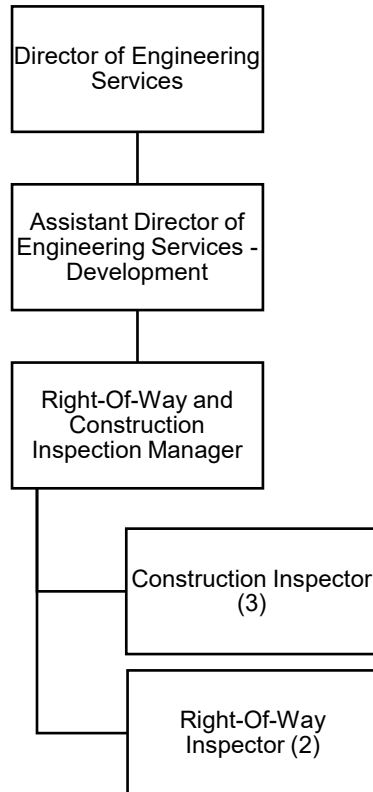 Director of Engineering
Services
Assistant Director of
Engineering Services -
Development
Right-Of-Way and
Construction
Inspection Manager
Construction Inspector
(3)
Right-Of-Way
Inspector (2)